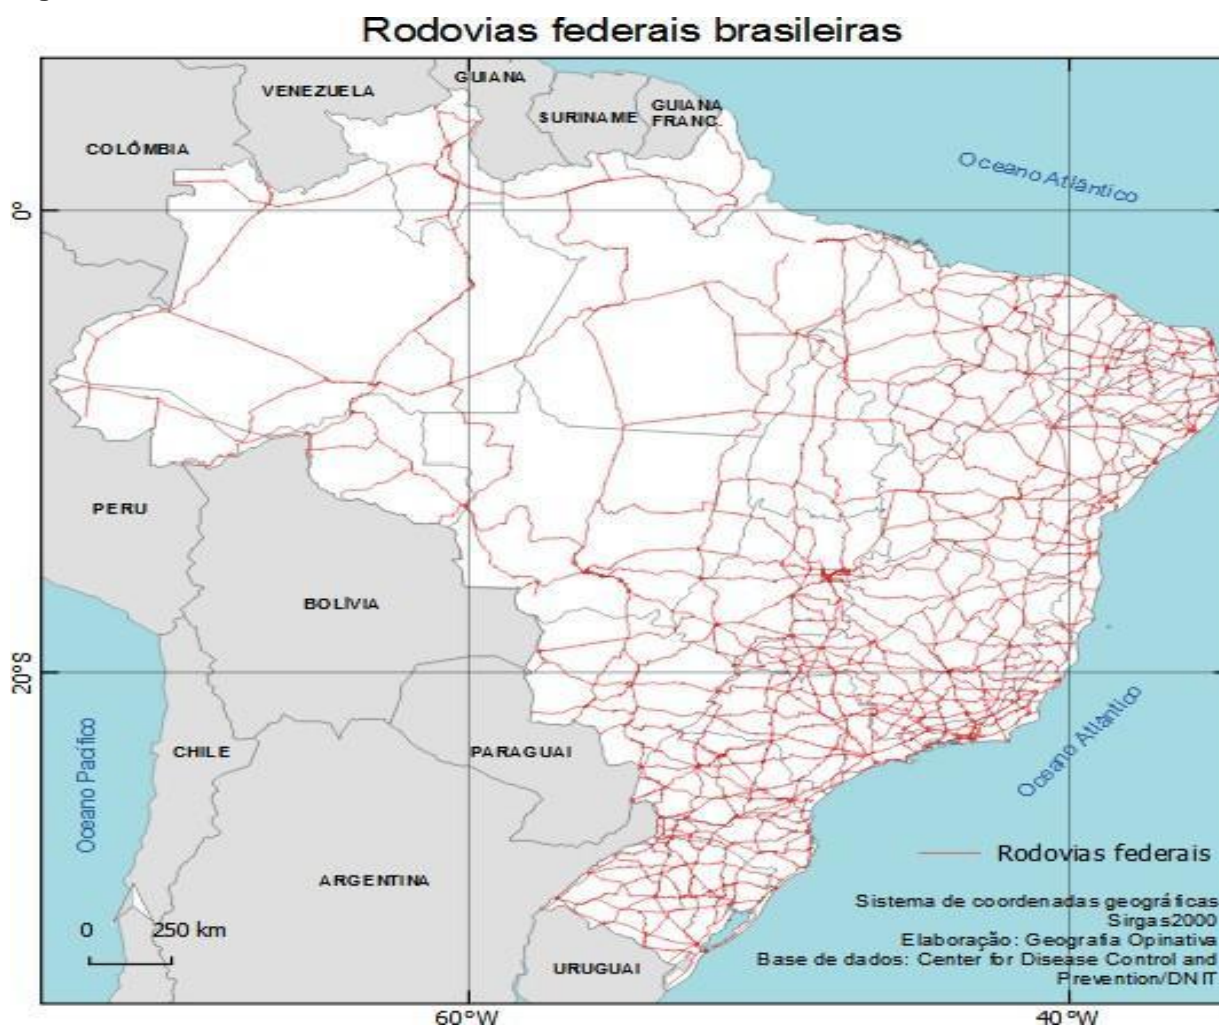 Rodovias federais brasileiras
VENEZUELA
GUIANA
SURINAME
GUIANA
FRANC.
COLÔMBIA
Oceano Atlântico
0°
PERU
BOLÍVIA
20°S
Oceano Pacífico
CHILE
PARAGUAI
Oceano Atlântico
ARGENTINA
Rodovias federais
0 250 km
Sistema de coordenadas geográficas
Sirgas2000
Elaboração: Geografia Opinativa
Base de dados: Center for Disease Control and
Prevention/DNIT
URUGUAI
60°W
40°W